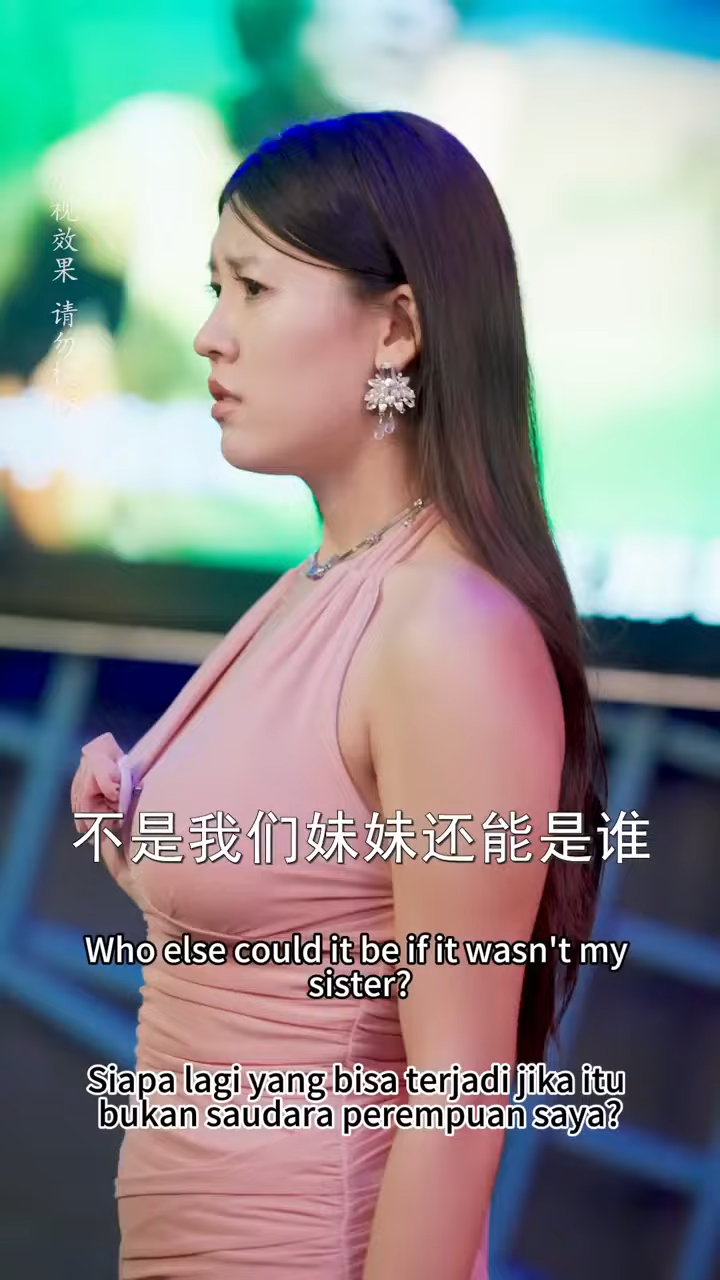 视效果 请勿
不是我们妹妹还能是谁
Who else could it be if it wasn't my
sister?
Siapa lagi yang bisa terjadi jika itu
bukan saudara perempuan saya?